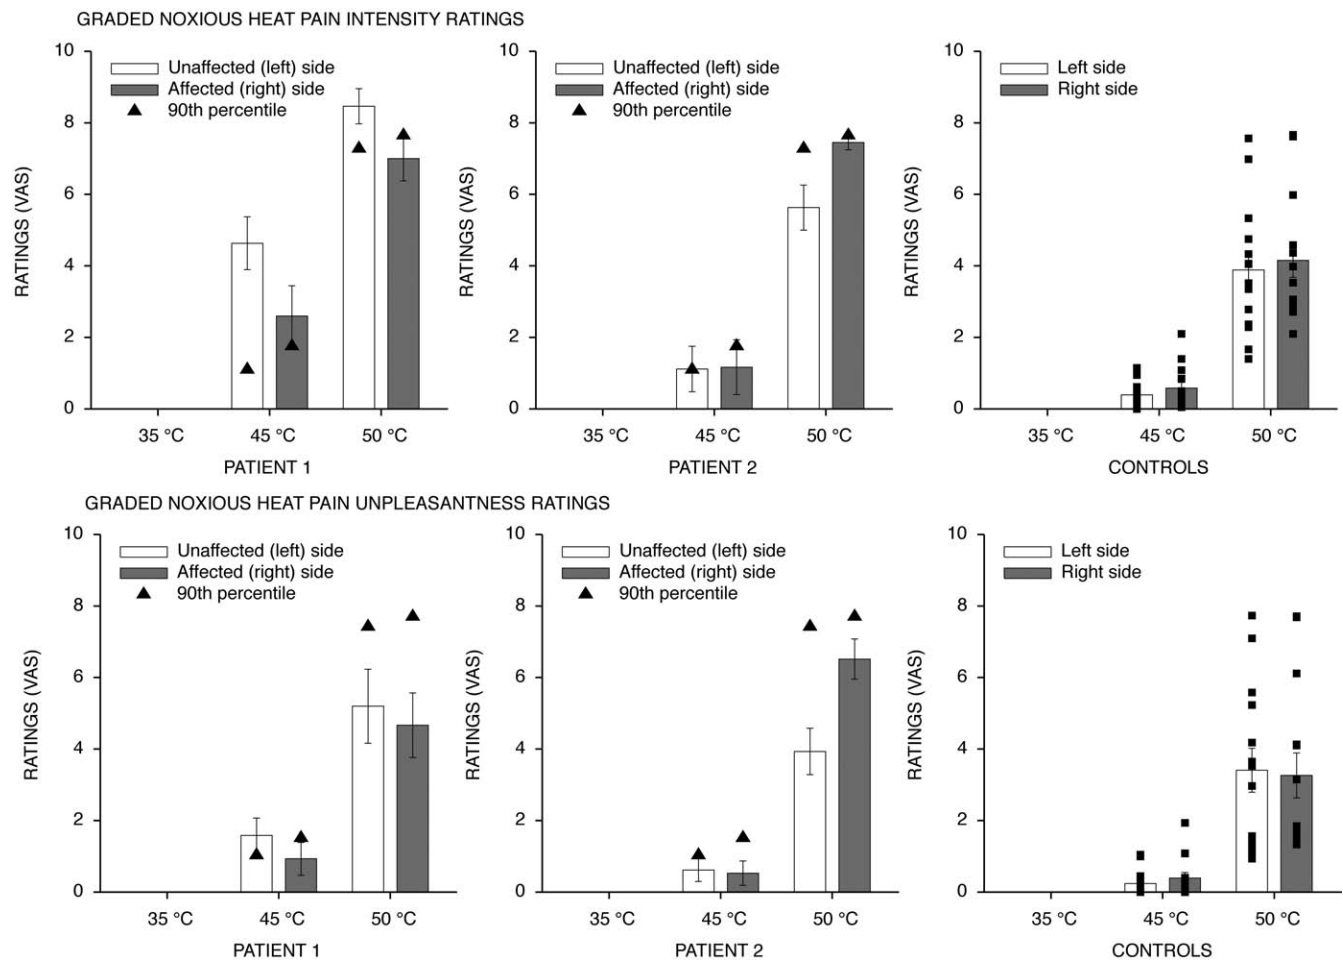 GRADED NOXIOUS HEAT PAIN INTENSITY RATINGS
10
8
6
4
2
0
RATINGS (VAS)
Unaffected (left) side
Affected (right) side
90th percentile
35 °C
45 °C
50 °C
PATIENT 1
10
8
6
4
2
0
RATINGS (VAS)
Unaffected (left) side
Affected (right) side
90th percentile
35 °C
45 °C
50 °C
PATIENT 2
10
8
6
4
2
0
RATINGS (VAS)
Left side
Right side
35 °C
45 °C
50 °C
CONTROLS
GRADED NOXIOUS HEAT PAIN UNPLEASANTNESS RATINGS
10
8
6
4
2
0
RATINGS (VAS)
Unaffected (left) side
Affected (right) side
90th percentile
35 °C
45 °C
50 °C
PATIENT 1
10
8
6
4
2
0
RATINGS (VAS)
Unaffected (left) side
Affected (right) side
90th percentile
35 °C
45 °C
50 °C
PATIENT 2
10
8
6
4
2
0
RATINGS (VAS)
Left side
Right side
35 °C
45 °C
50 °C
CONTROLS